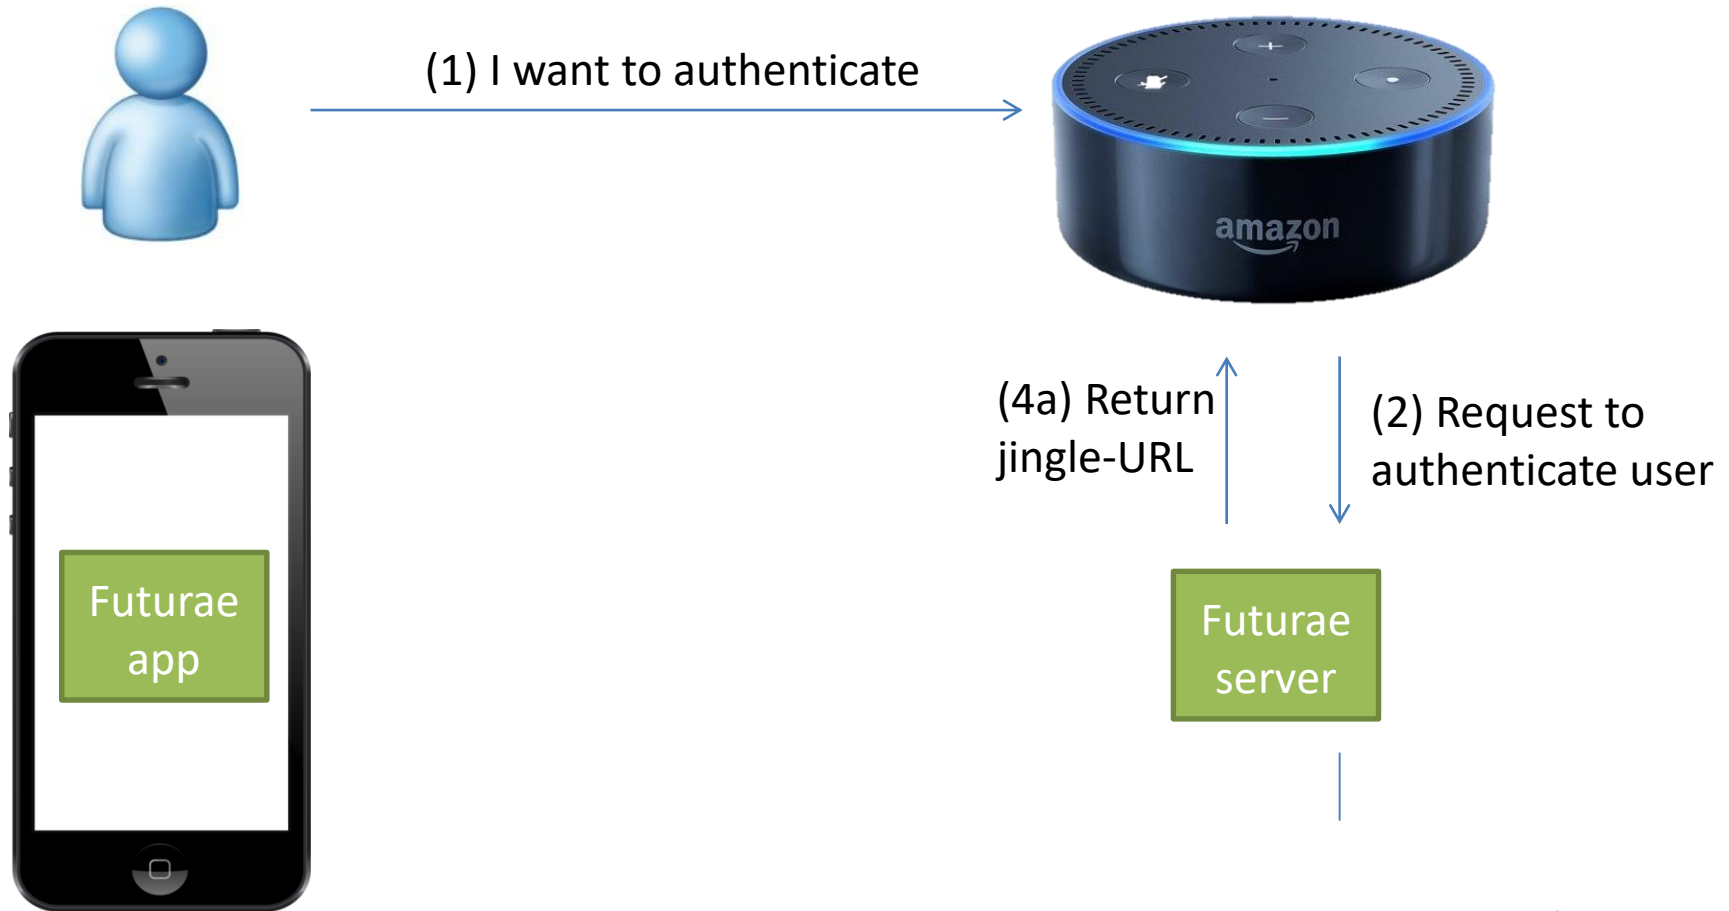 (1) I want to authenticate
amazon
(4a) Return
jingle-URL
(2) Request to
authenticate user
Futurae
app
Futurae
server